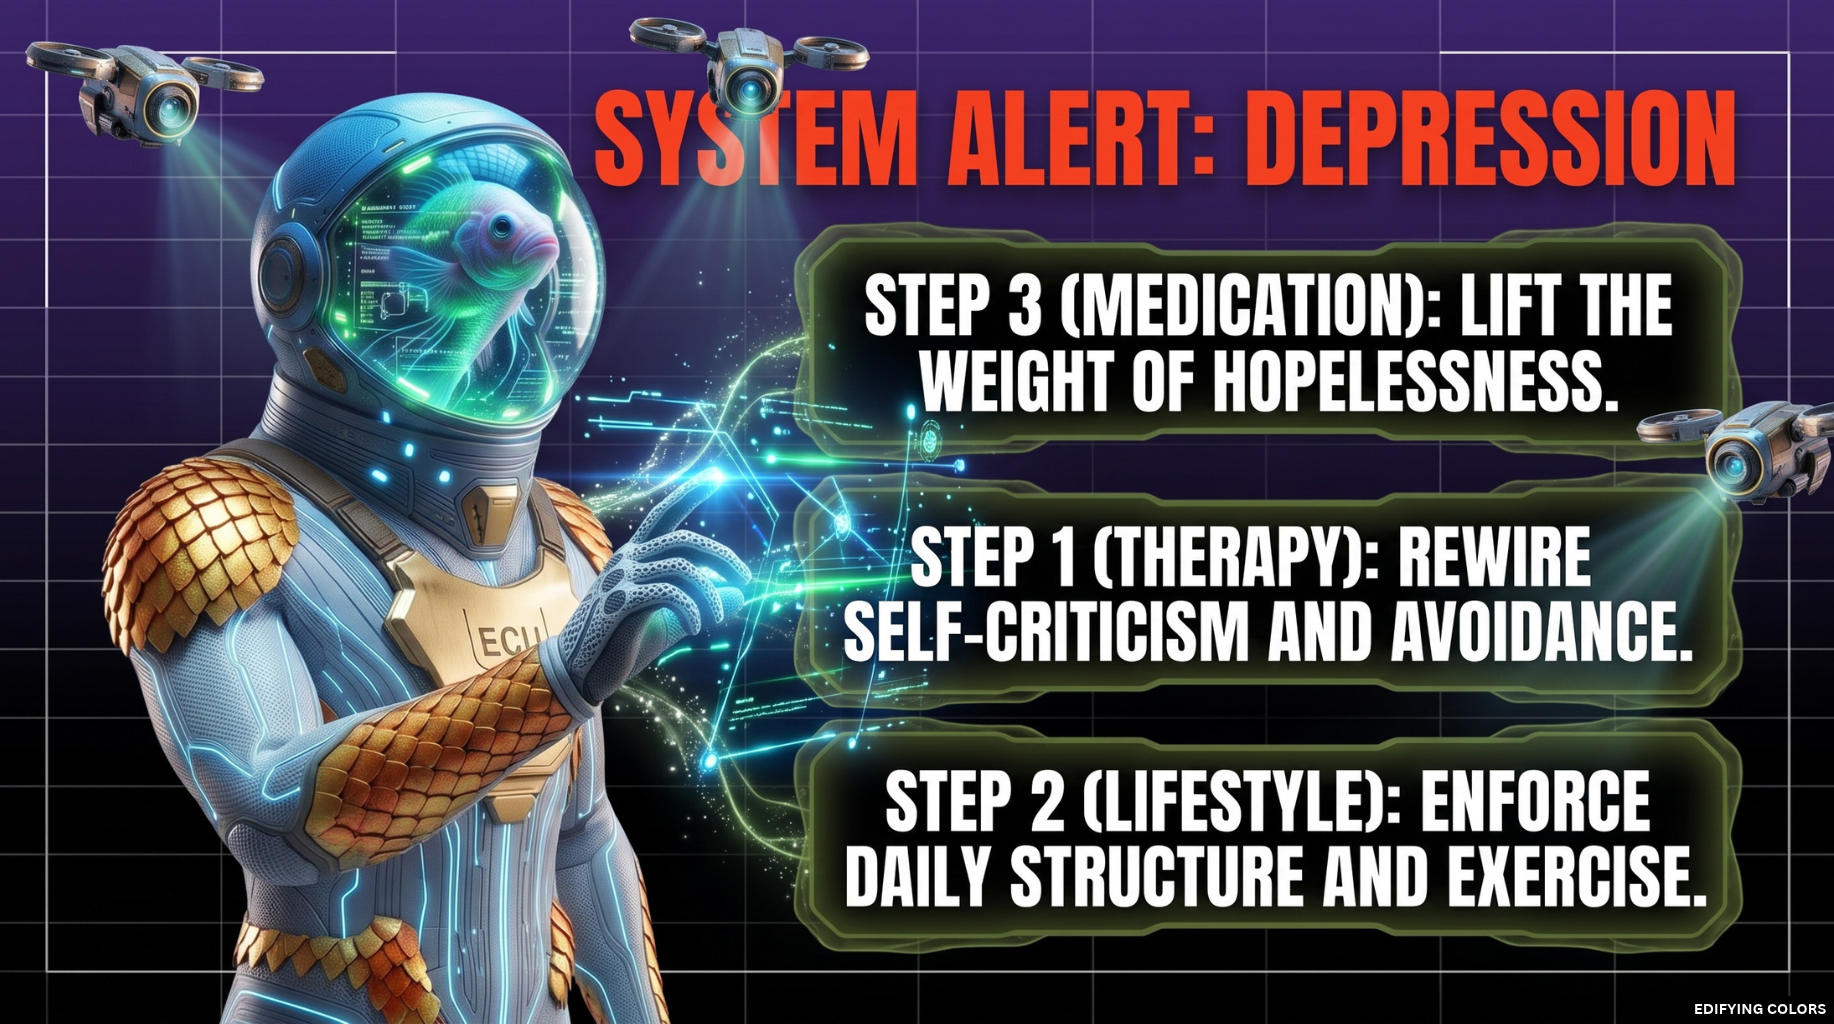 SYSTEM ALERT: DEPRESSION
STEP 3 (MEDICATION): LIFT THE
WEIGHT OF HOPELESSNESS.
STEP 1 (THERAPY): REWIRE
SELF-CRITICISM AND AVOIDANCE.
STEP 2 (LIFESTYLE): ENFORCE
DAILY STRUCTURE AND EXERCISE.
ECU
EDIFYING COLORS